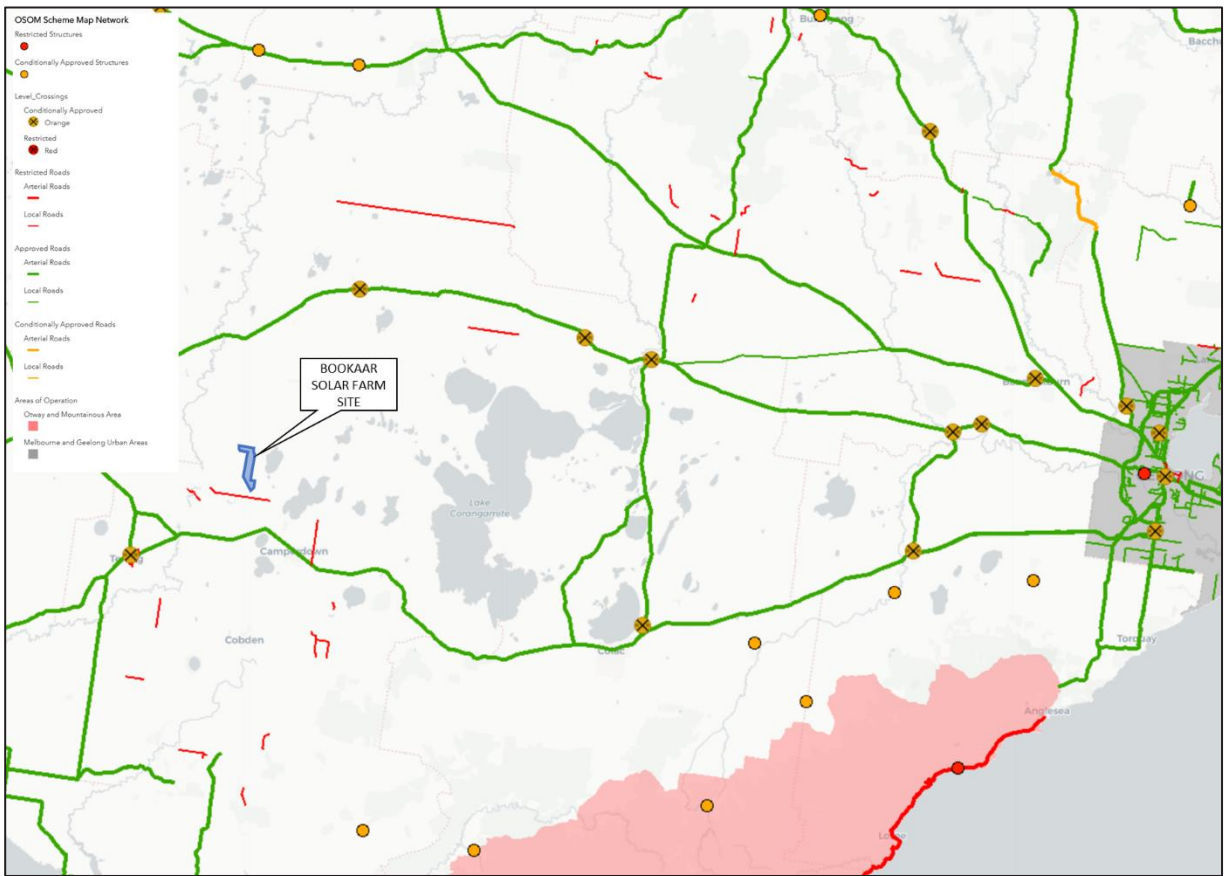 OSOM Scheme Map Network
Restricted Structures
Conditionally Approved Structures
Level_Crossings
Conditionally Approved
Orange
Restricted
Red
Restricted Roads
Arterial Roads
Local Roads
Approved Roads
Arterial Roads
Local Roads
Conditionally Approved Roads
Arterial Roads
Local Roads
Areas of Operation
Otway and Mountainous Area
Melbourne and Geelong Urban Areas
BOOKAAR
SOLAR FARM
SITE
Lake
Corangamite
Camperdown
Cobden
Colac
Torquay
Anglesea